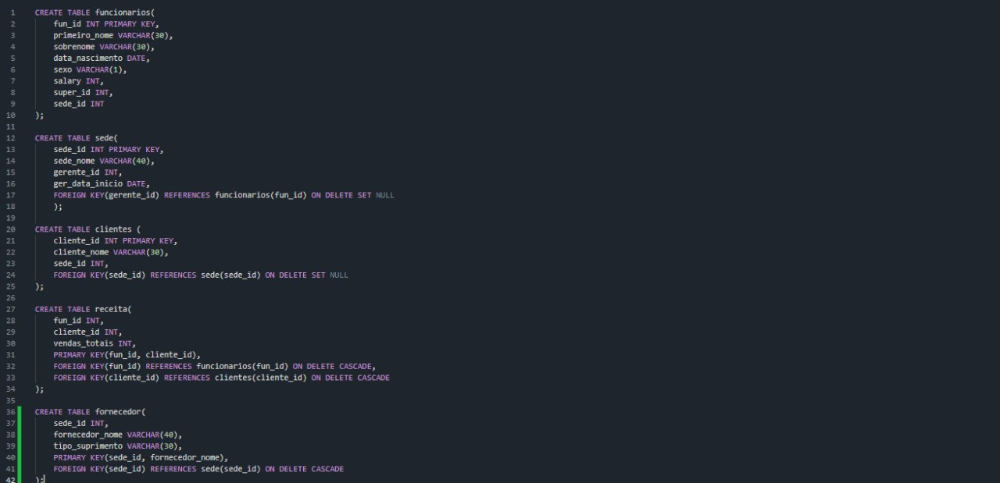 1 CREATE TABLE funcionarios(
2 fun_id INT PRIMARY KEY,
3 primeiro_nome VARCHAR(30),
4 sobrenome VARCHAR(30),
5 data_nascimento DATE,
6 sexo VARCHAR(1),
7 salary INT,
8 super_id INT,
9 sede_id INT
10 );
11
12 CREATE TABLE sede(
13 sede_id INT PRIMARY KEY,
14 sede_nome VARCHAR(40),
15 gerente_id INT,
16 ger_data_inicio DATE,
17 FOREIGN KEY(gerente_id) REFERENCES funcionarios(fun_id) ON DELETE SET NULL
18 );
19
20 CREATE TABLE clientes (
21 cliente_id INT PRIMARY KEY,
22 cliente_nome VARCHAR(30),
23 sede_id INT,
24 FOREIGN KEY(sede_id) REFERENCES sede(sede_id) ON DELETE SET NULL
25 );
26
27 CREATE TABLE receita(
28 fun_id INT,
29 cliente_id INT,
30 vendas_totais INT,
31 PRIMARY KEY(fun_id, cliente_id),
32 FOREIGN KEY(fun_id) REFERENCES funcionarios(fun_id) ON DELETE CASCADE,
33 FOREIGN KEY(cliente_id) REFERENCES clientes(cliente_id) ON DELETE CASCADE
34 );
35
36 CREATE TABLE fornecedor(
37 sede_id INT,
38 fornecedor_nome VARCHAR(40),
39 tipo_suprimento VARCHAR(30),
40 PRIMARY KEY(sede_id, fornecedor_nome),
41 FOREIGN KEY(sede_id) REFERENCES sede(sede_id) ON DELETE CASCADE
42 );